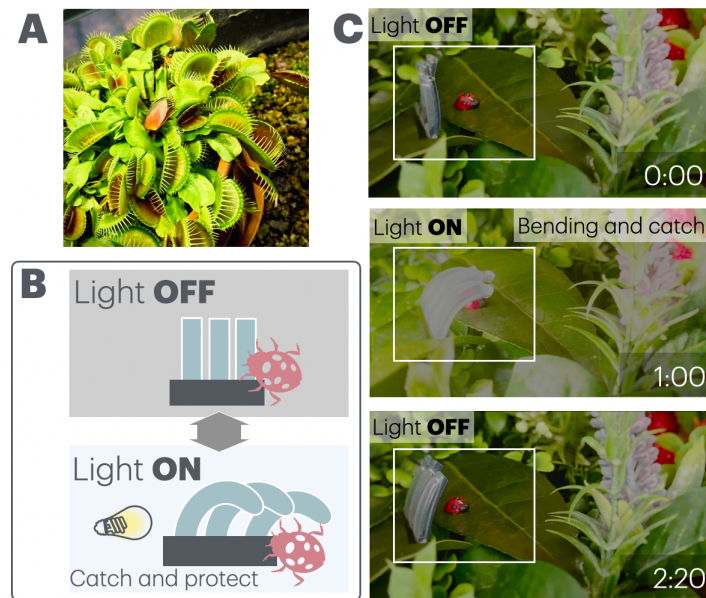 A
B
Light OFF
Light ON
Catch and protect
C
Light OFF
0:00
Light ON
Bending and catch
1:00
Light OFF
2:20